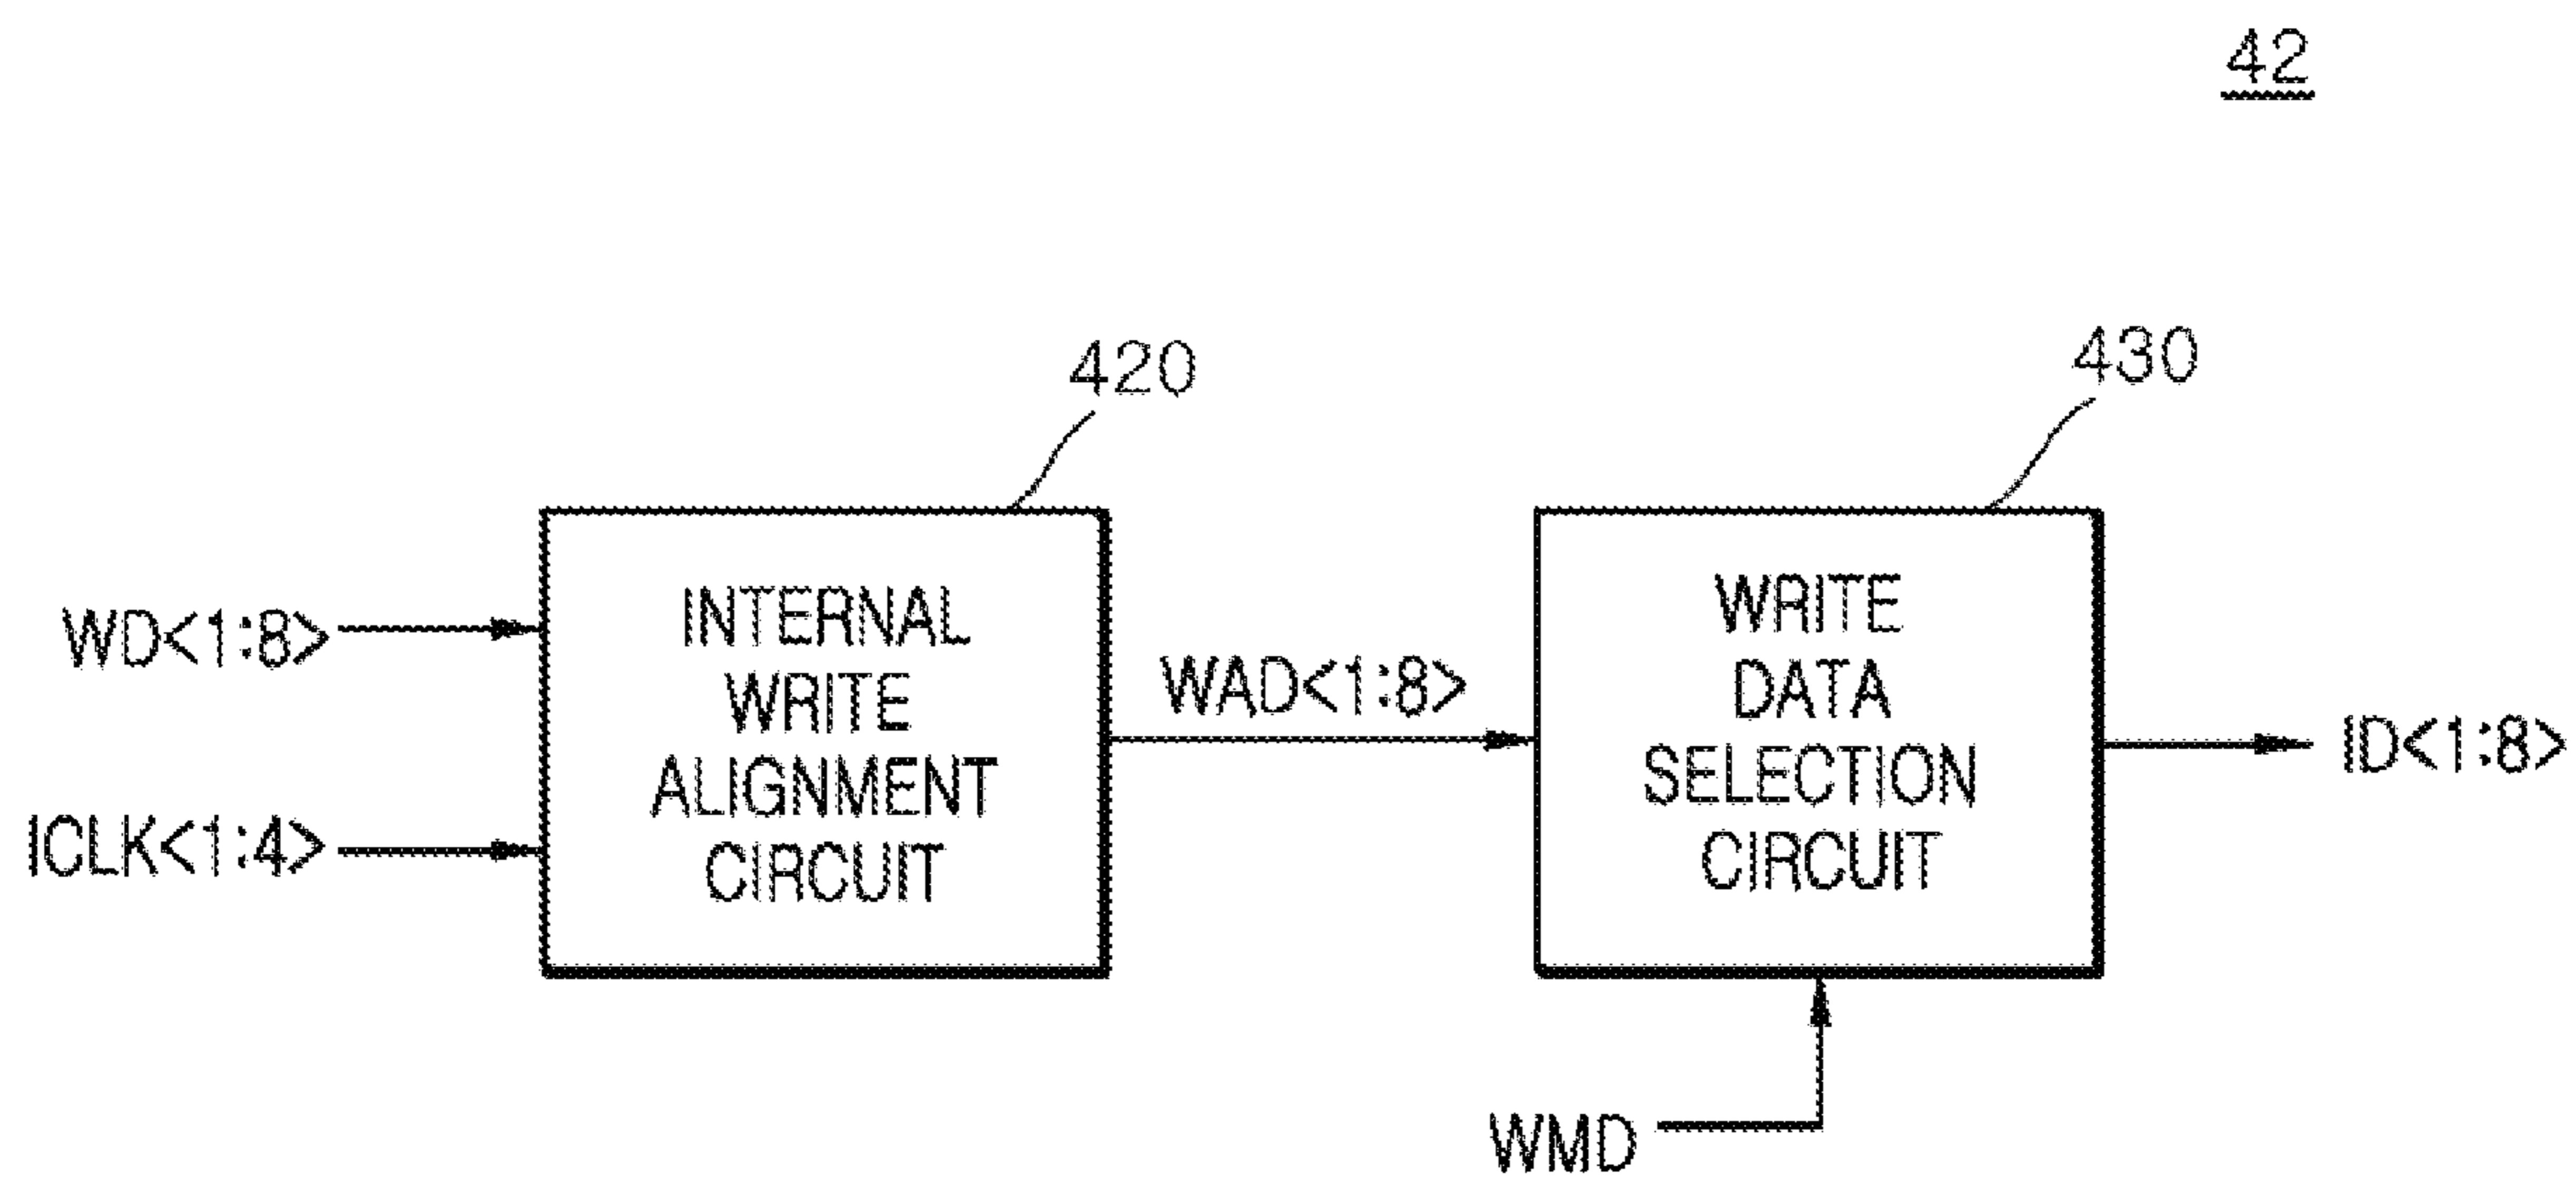 42
420
430
WD<1:8>
ICLK<1:4>
INTERNAL
WRITE
ALIGNMENT
CIRCUIT
WAD<1:8>
WRITE
DATA
SELECTION
CIRCUIT
ID<1:8>
WMD